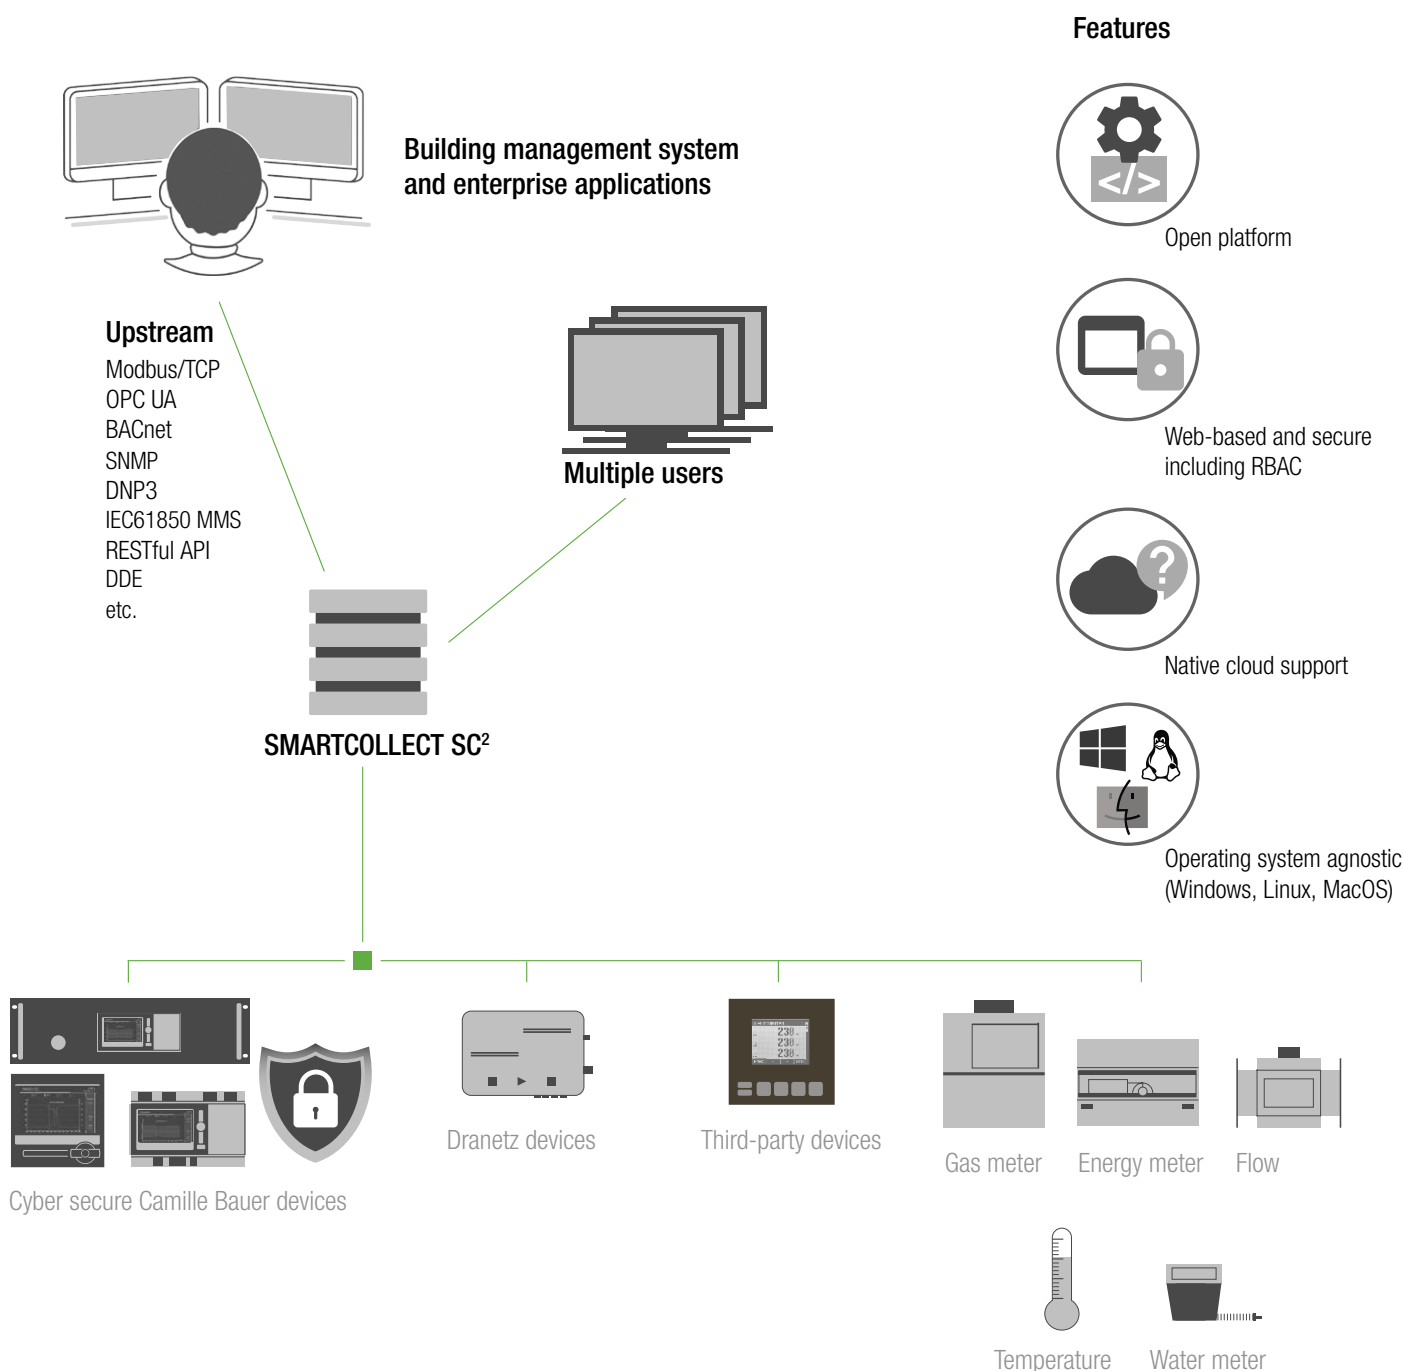 Features
Building management system
and enterprise applications
</>
Open platform
Upstream
Modbus/TCP
OPC UA
BACnet
SNMP
DNP3
IEC61850 MMS
RESTful API
DDE
etc.
Multiple users
Web-based and secure
including RBAC
?
Native cloud support
SMARTCOLLECT SC²
Operating system agnostic
(Windows, Linux, MacOS)
238
238
238
Dranetz devices
Third-party devices
Gas meter
Energy meter
Flow
Cyber secure Camille Bauer devices
Temperature
Water meter